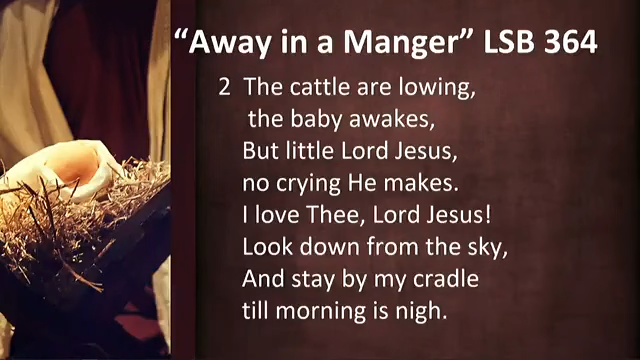 “Away in a Manger” LSB 364
2 The cattle are lowing,
the baby awakes,
But little Lord Jesus,
no crying He makes.
I love Thee, Lord Jesus!
Look down from the sky,
And stay by my cradle
till morning is nigh.